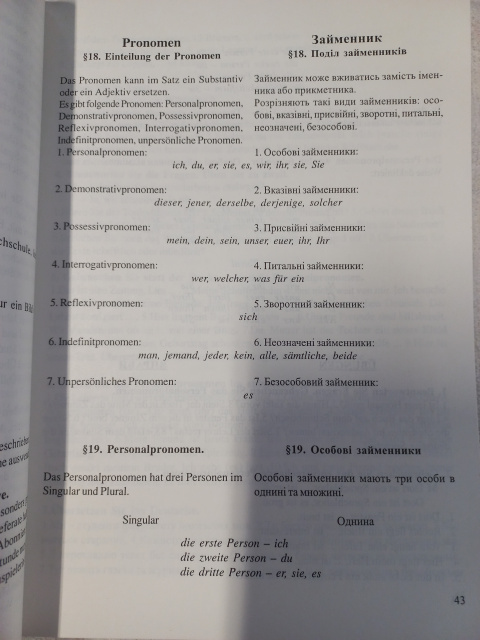 Pronomen
§18. Einteilung der Pronomen
Das Pronomen kann im Satz ein Substantiv
oder ein Adjektiv ersetzen.
Es gibt folgende Pronomen: Personalpronomen,
Demonstrativpronomen, Possessivpronomen,
Reflexivpronomen, Interrogativpronomen,
Indefinitpronomen, unpersönliche Pronomen.
Займенник
§18. Поділ займенників
Займенник може вживатись замість імен-
ника або прикметника.
Розрізняють такі види займенників: осо-
бові, вказівні, присвійні, зворотні, питальні,
неозначені, безособові.
1. Personalpronomen: 1. Особові займенники:
ich, du, er, sie, es, wir, ihr, sie, Sie
2. Demonstrativpronomen: 2. Вказівні займенники:
dieser, jener, derselbe, derjenige, solcher
3. Possessivpronomen: 3. Присвійні займенники:
mein, dein, sein, unser, euer, ihr, Ihr
4. Interrogativpronomen: 4. Питальні займенники:
wer, welcher, was für ein
5. Reflexivpronomen: 5. Зворотний займенник:
sich
6. Indefinitpronomen: 6. Неозначені займенники:
man, jemand, jeder, kein, alle, sämtliche, beide
7. Unpersönliches Pronomen: 7. Безособовий займенник:
es
§19. Personalpronomen. §19. Особові займенники
Das Personalpronomen hat drei Personen im
Singular und Plural.
Особові займенники мають три особи в
однині та множині.
Singular Однина
die erste Person – ich
die zweite Person – du
die dritte Person – er, sie, es
43